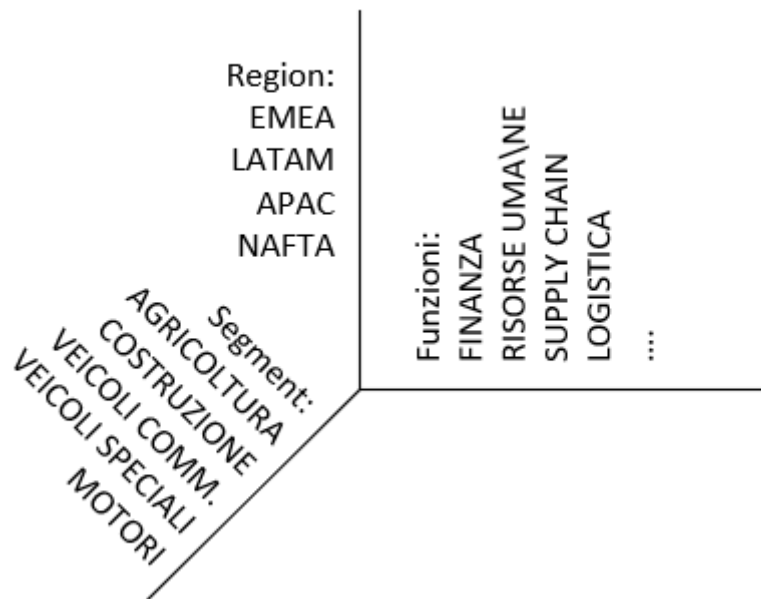 Region:
EMEA
LATAM
APAC
NAFTA
Segment:
AGRICOLTURA
COSTRUZIONE
VEICOLI COMM.
VEICOLI SPECIALI
MOTORI
Funzioni:
FINANZA
RISORSE UMA\NE
SUPPLY CHAIN
LOGISTICA
....